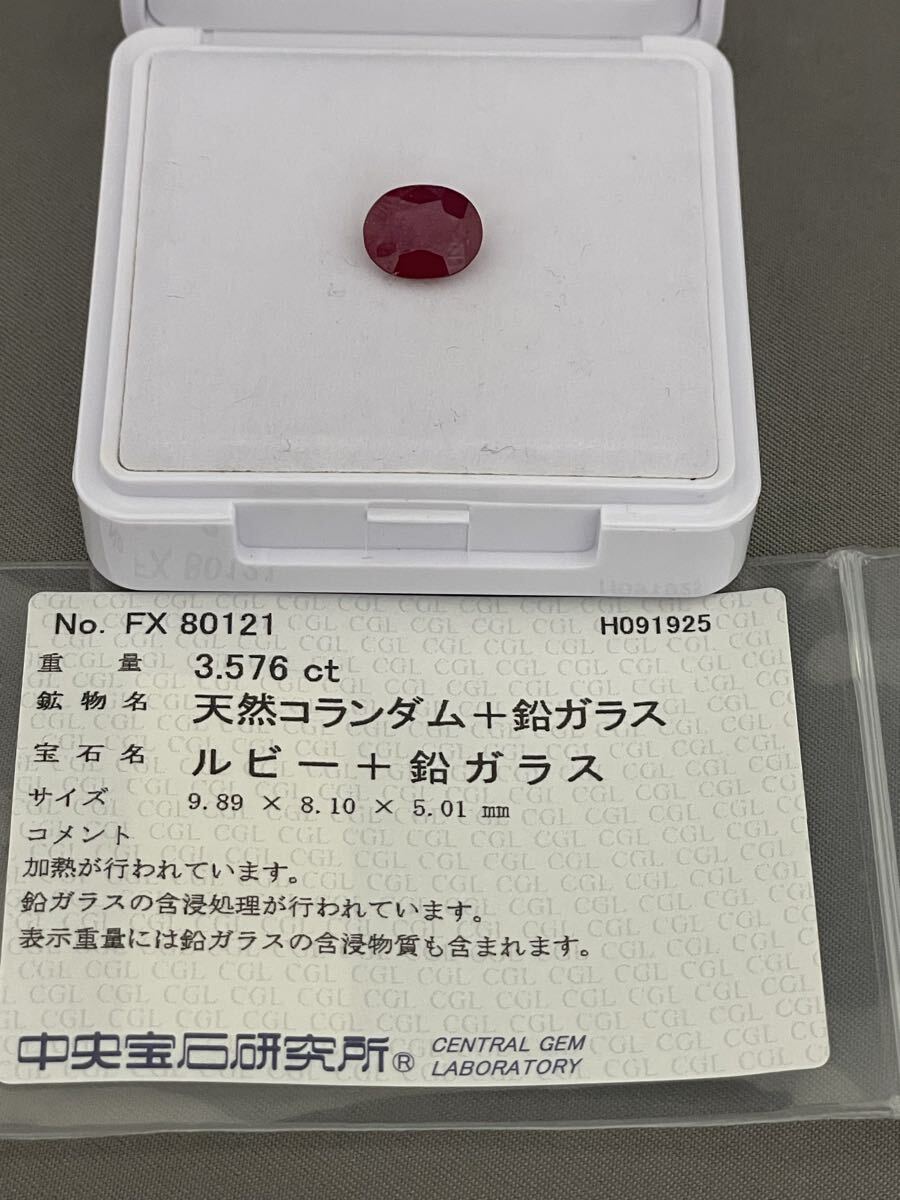 No. FX 80121 H091925
重量 3.576 ct
鉱物名 天然コランダム＋鉛ガラス
宝石名 ルビー＋鉛ガラス
サイズ 9.89 × 8.10 × 5.01 mm
コメント
加熱が行われています。
鉛ガラスの含浸処理が行われています。
表示重量には鉛ガラスの含浸物質も含まれます。
中央宝石研究所® CENTRAL GEM
LABORATORY